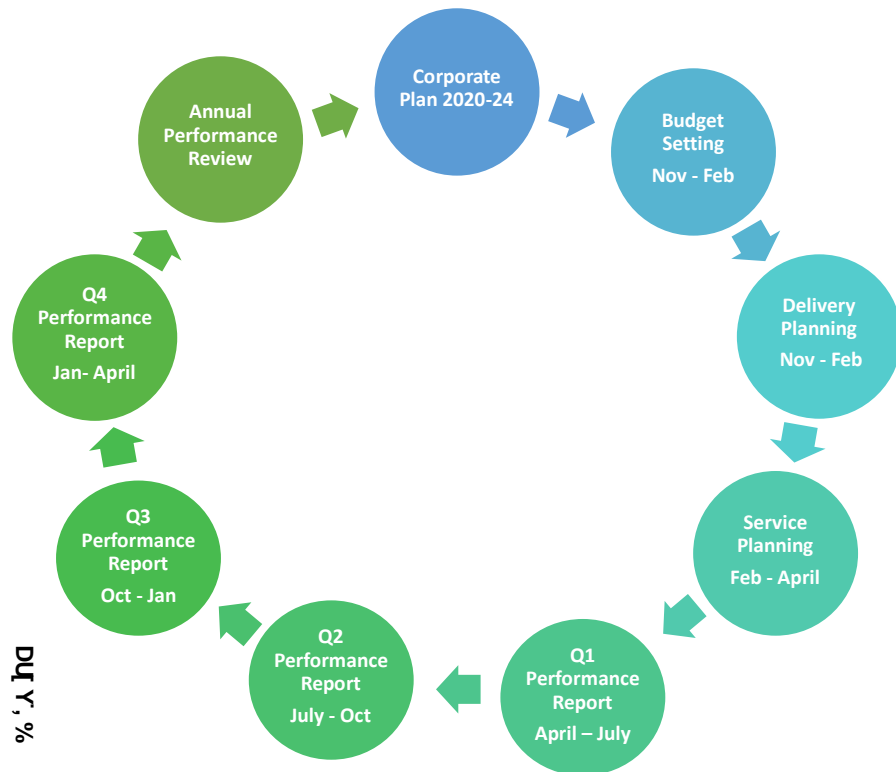 Corporate
Plan 2020-24
Budget
Setting
Nov - Feb
Delivery
Planning
Nov - Feb
Service
Planning
Feb - April
Q1
Performance
Report
April – July
Q2
Performance
Report
July - Oct
Q3
Performance
Report
Oct - Jan
Q4
Performance
Report
Jan- April
Annual
Performance
Review